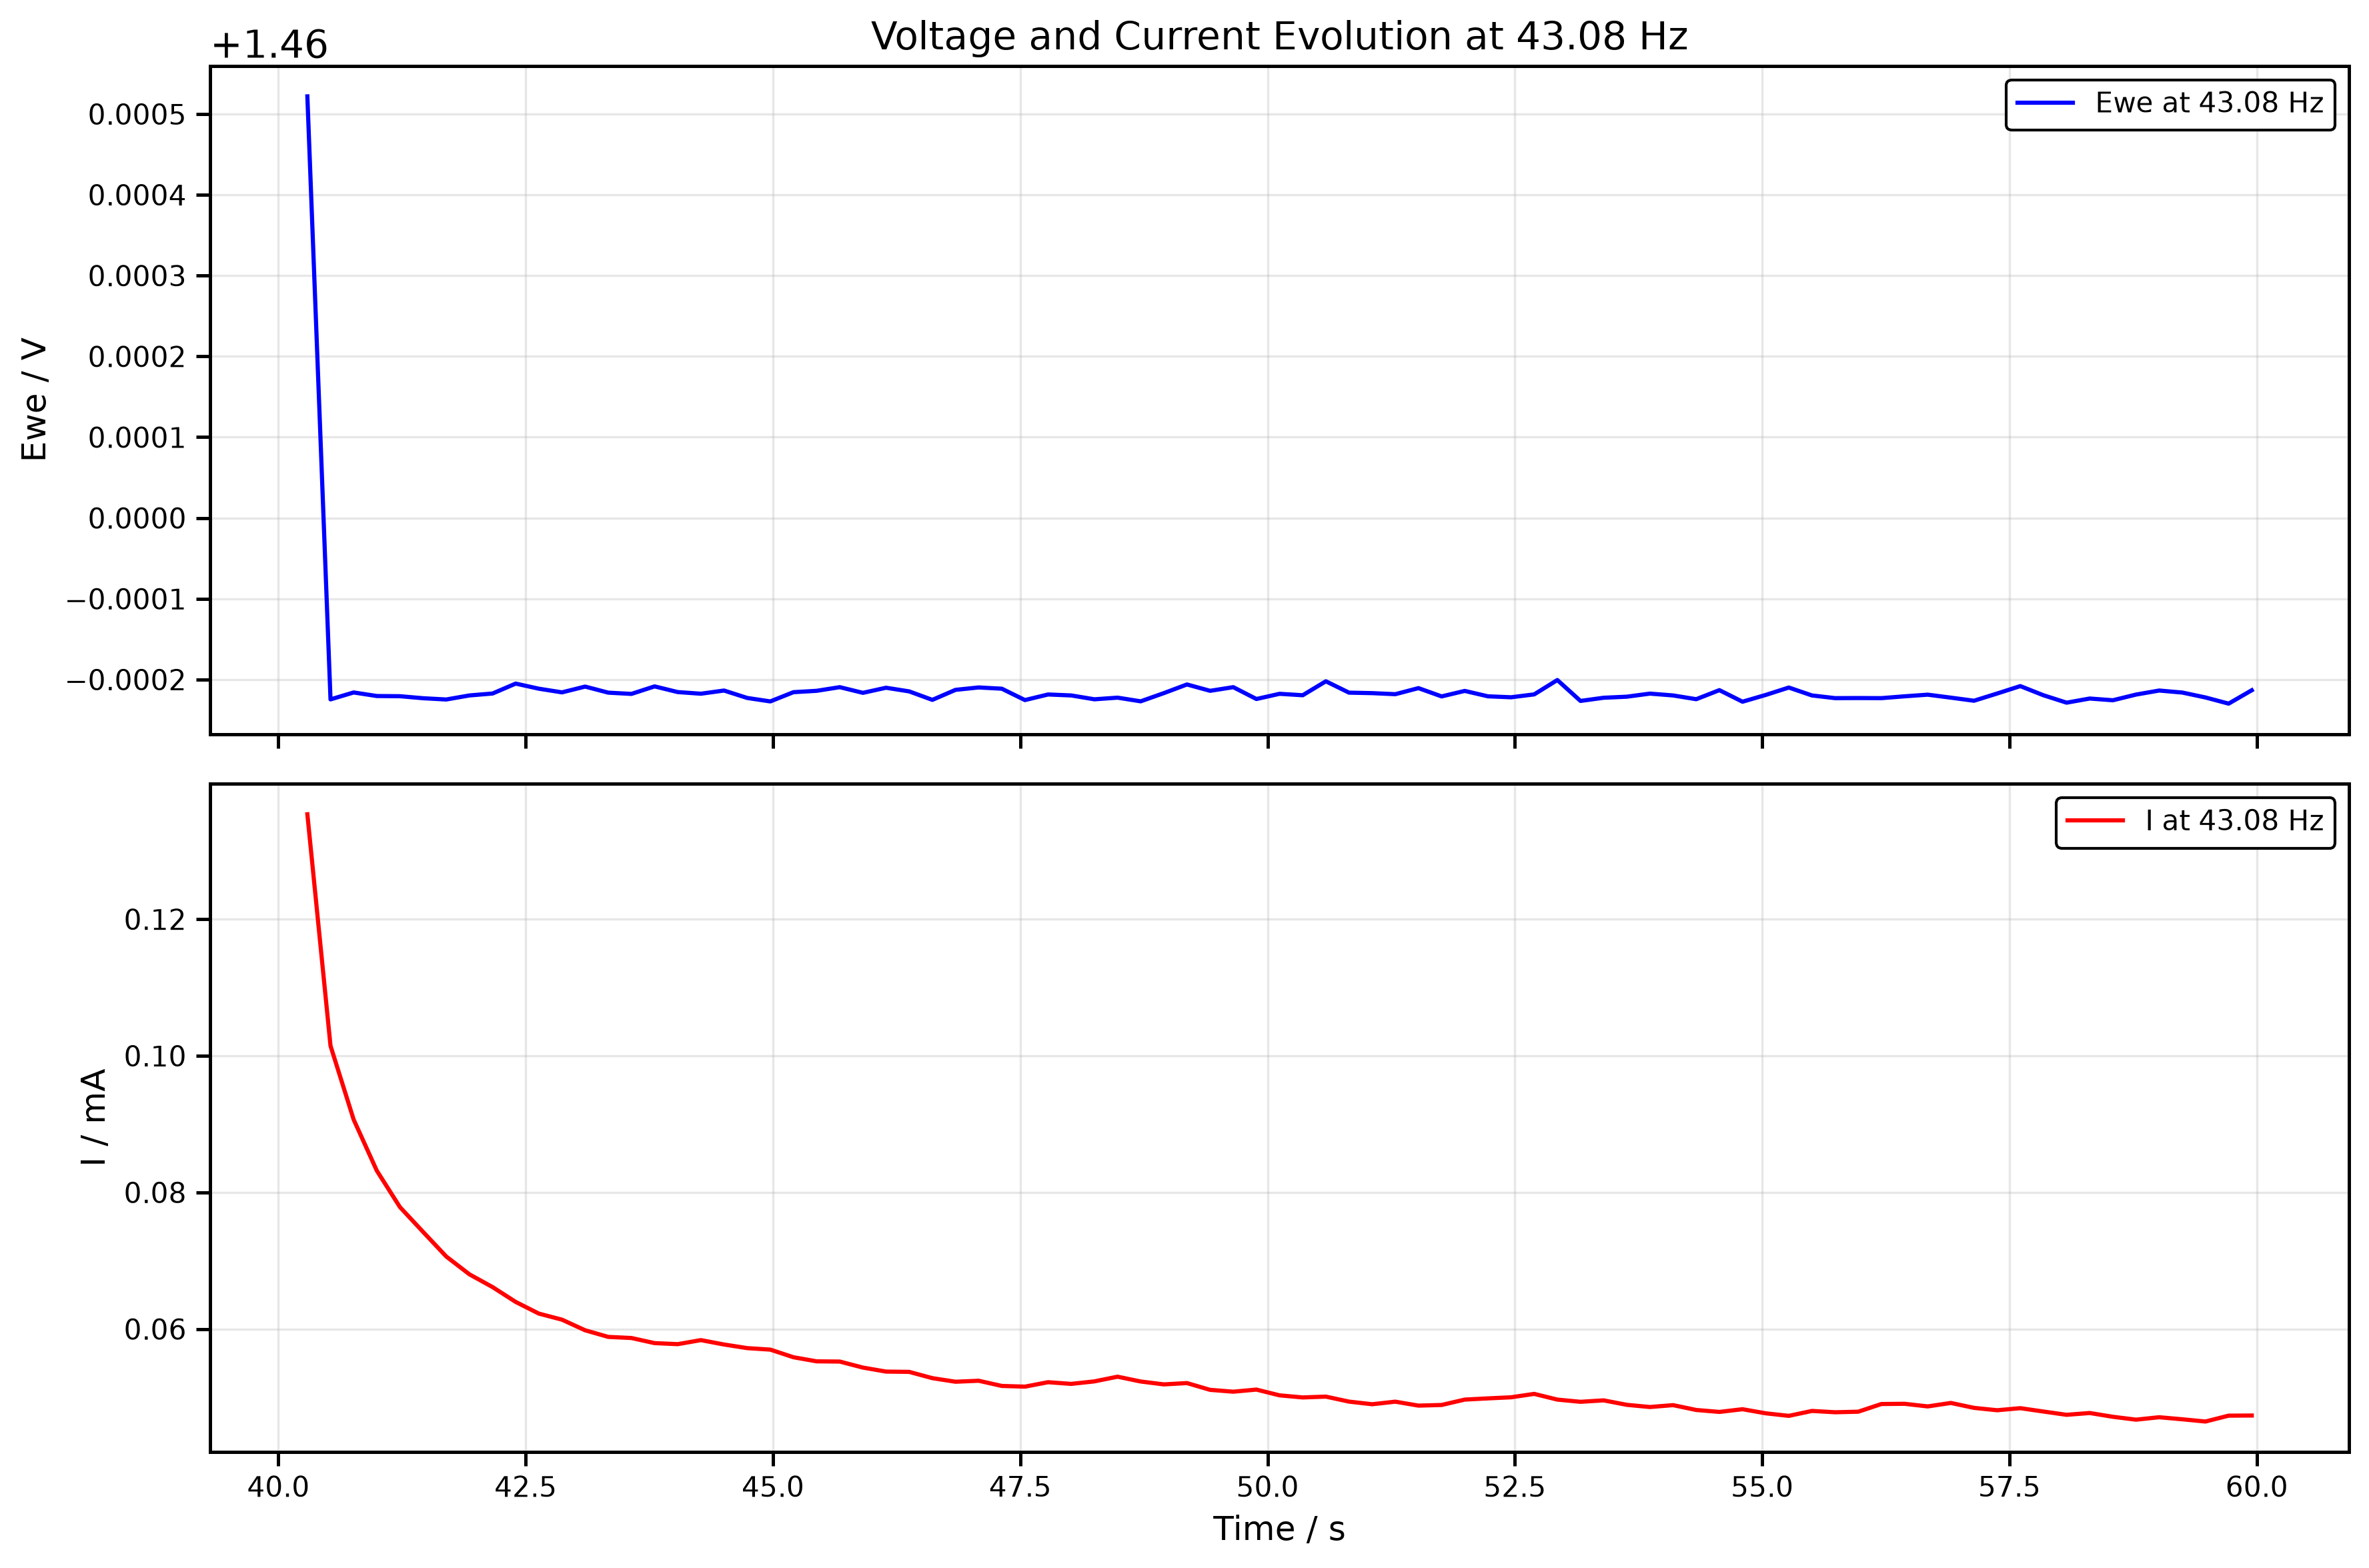 Voltage and Current Evolution at 43.08 Hz
+1.46
Ewe at 43.08 Hz
0.0005
0.0004
0.0003
0.0002
0.0001
0.0000
−0.0001
−0.0002
Ewe / V
I at 43.08 Hz
0.12
0.10
0.08
0.06
I / mA
40.0 42.5 45.0 47.5 50.0 52.5 55.0 57.5 60.0
Time / s